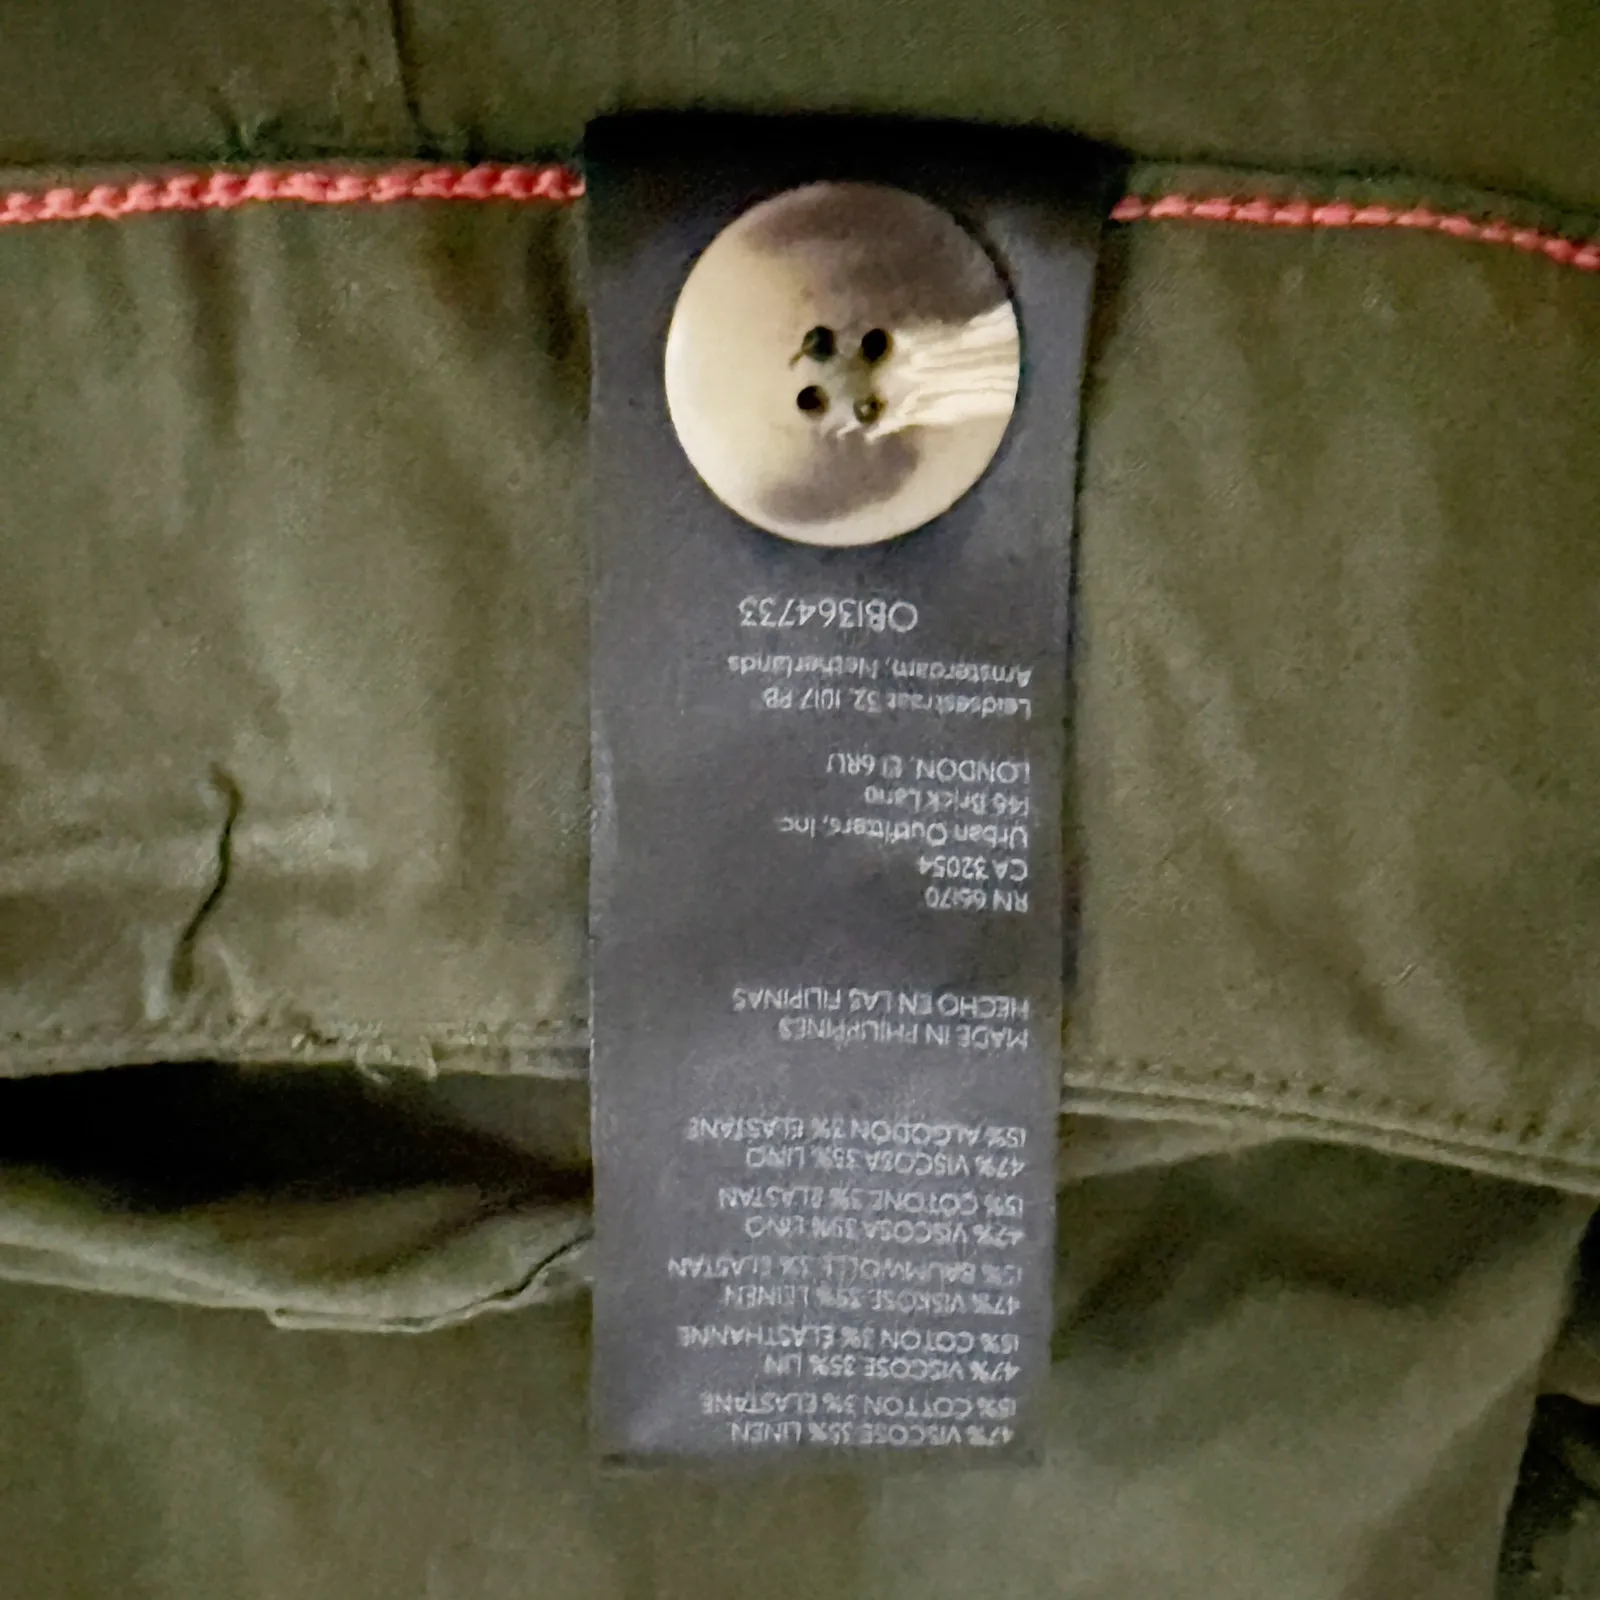 47% VISCOSE 35% LINEN
15% COTTON 3% ELASTANE
47% VISCOSE 35% LIN
15% COTON 3% ELASTHANNE
47% VISKOSE 35% LEINEN
15% BAUMWOLLE 3% ELASTAN
47% VISCOSA 35% LINO
15% COTONE 3% ELASTAN
47% VISCOSA 35% LINO
15% ALGODÓN 3% ELASTANE
MADE IN PHILIPPINES
HECHO EN LAS FILIPINAS
RN 66170
CA 32054
Urban Outfitters, Inc.
146 Brick Lane
LONDON, E1 6RU
Leidsestraat 52, 1017 PB
Amsterdam, Netherlands
OB1364733